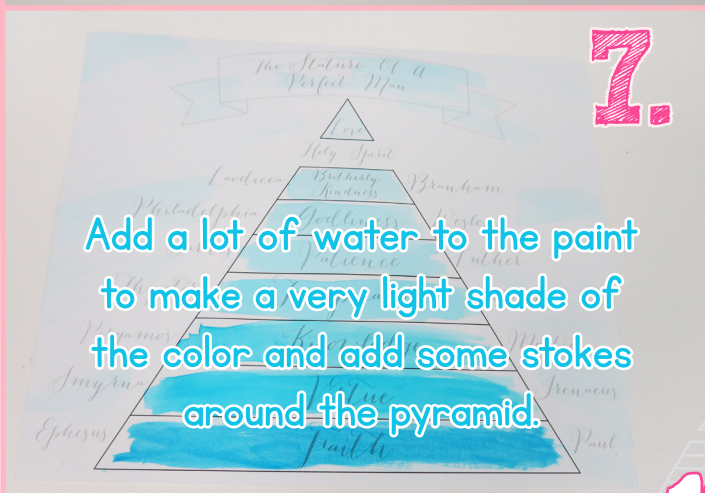 7.
The Stature Of A
Perfect Man
Love
Holy Spirit
Laodicea Brotherly Kindness Branham
Philadelphia Godliness Wesley
Patience Luther
Add a lot of water to the paint
to make a very light shade of
the color and add some stokes
around the pyramid.
Pergamos
Smyrna Virtue Irenaeus
Ephesus Faith Paul